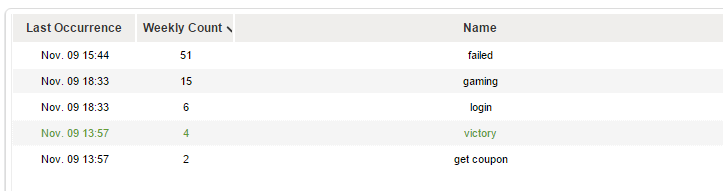 Last Occurrence Weekly Count Name
Nov. 09 15:44 51 failed
Nov. 09 18:33 15 gaming
Nov. 09 18:33 6 login
Nov. 09 13:57 4 victory
Nov. 09 13:57 2 get coupon